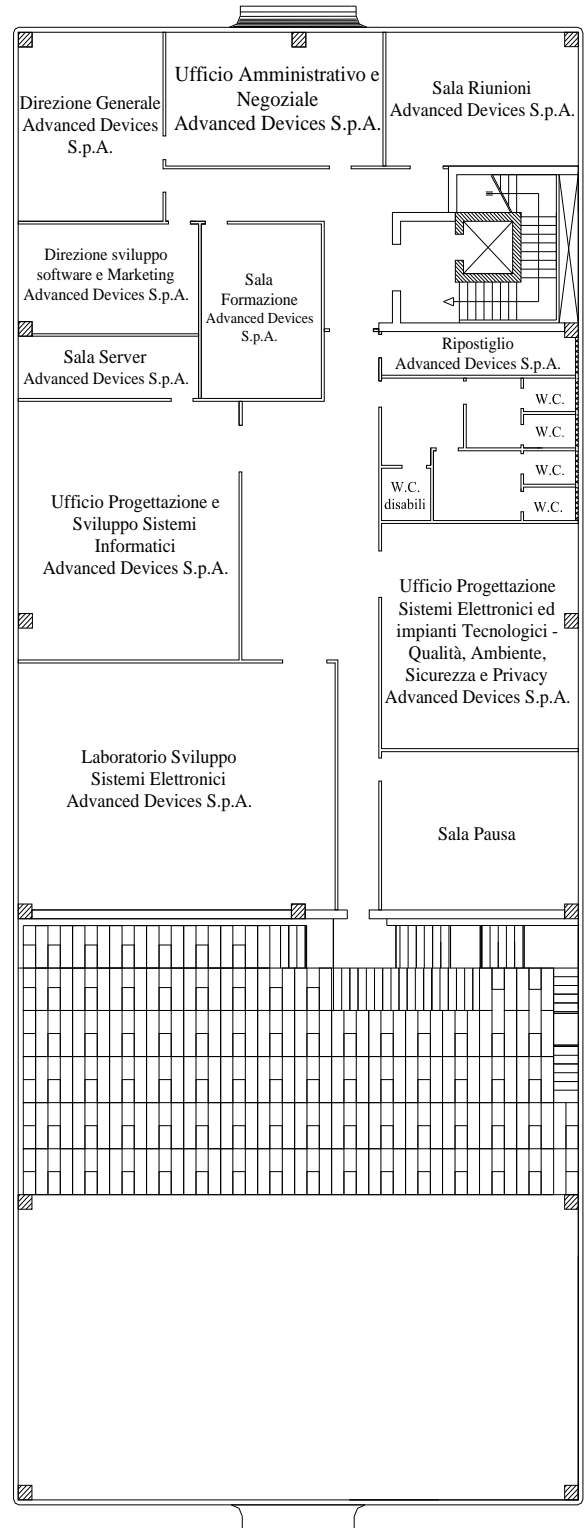 Direzione Generale
Advanced Devices
S.p.A.
Ufficio Amministrativo e
Negoziale
Advanced Devices S.p.A.
Sala Riunioni
Advanced Devices S.p.A.
Direzione sviluppo
software e Marketing
Advanced Devices S.p.A.
Sala
Formazione
Advanced Devices
S.p.A.
Sala Server
Advanced Devices S.p.A.
Ripostiglio
Advanced Devices S.p.A.
W.C.
W.C.
W.C.
W.C.
W.C.
disabili
Ufficio Progettazione e
Sviluppo Sistemi
Informatici
Advanced Devices S.p.A.
Ufficio Progettazione
Sistemi Elettronici ed
impianti Tecnologici -
Qualità, Ambiente,
Sicurezza e Privacy
Advanced Devices S.p.A.
Laboratorio Sviluppo
Sistemi Elettronici
Advanced Devices S.p.A.
Sala Pausa